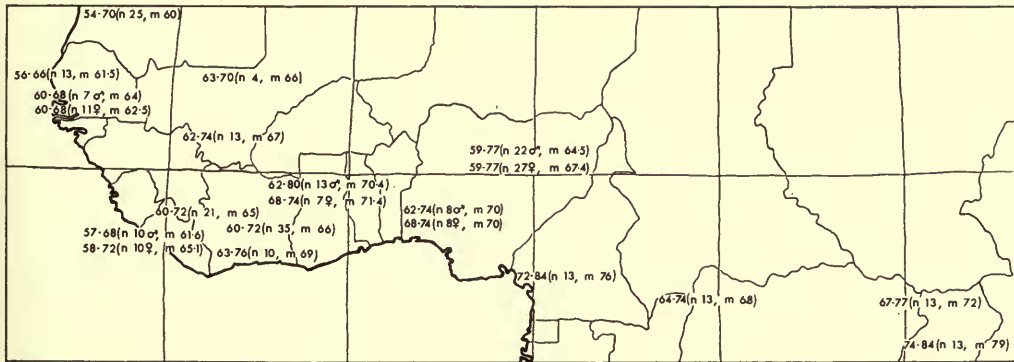 54-70(n 25, m 60)
56-66(n 13, m 61·5)
63-70(n 4, m 66)
60-68(n 7 ♂, m 64)
60-68(n 11♀, m 62·5)
62-74(n 13, m 67)
59-77(n 22♂, m 64·5)
59-77(n 27♀, m 67·4)
62-80(n 13♂, m 70·4)
68-74(n 7♀, m 71·4)
60-72(n 21, m 65)
62-74(n 8♂, m 70)
68-74(n 8♀, m 70)
60-72(n 35, m 66)
57-68(n 10♂, m 61·6)
58-72(n 10♀, m 65·1)
63-76(n 10, m 69)
72-84(n 13, m 76)
64-74(n 13, m 68)
67-77(n 13, m 72)
74-84(n 13, m 79)